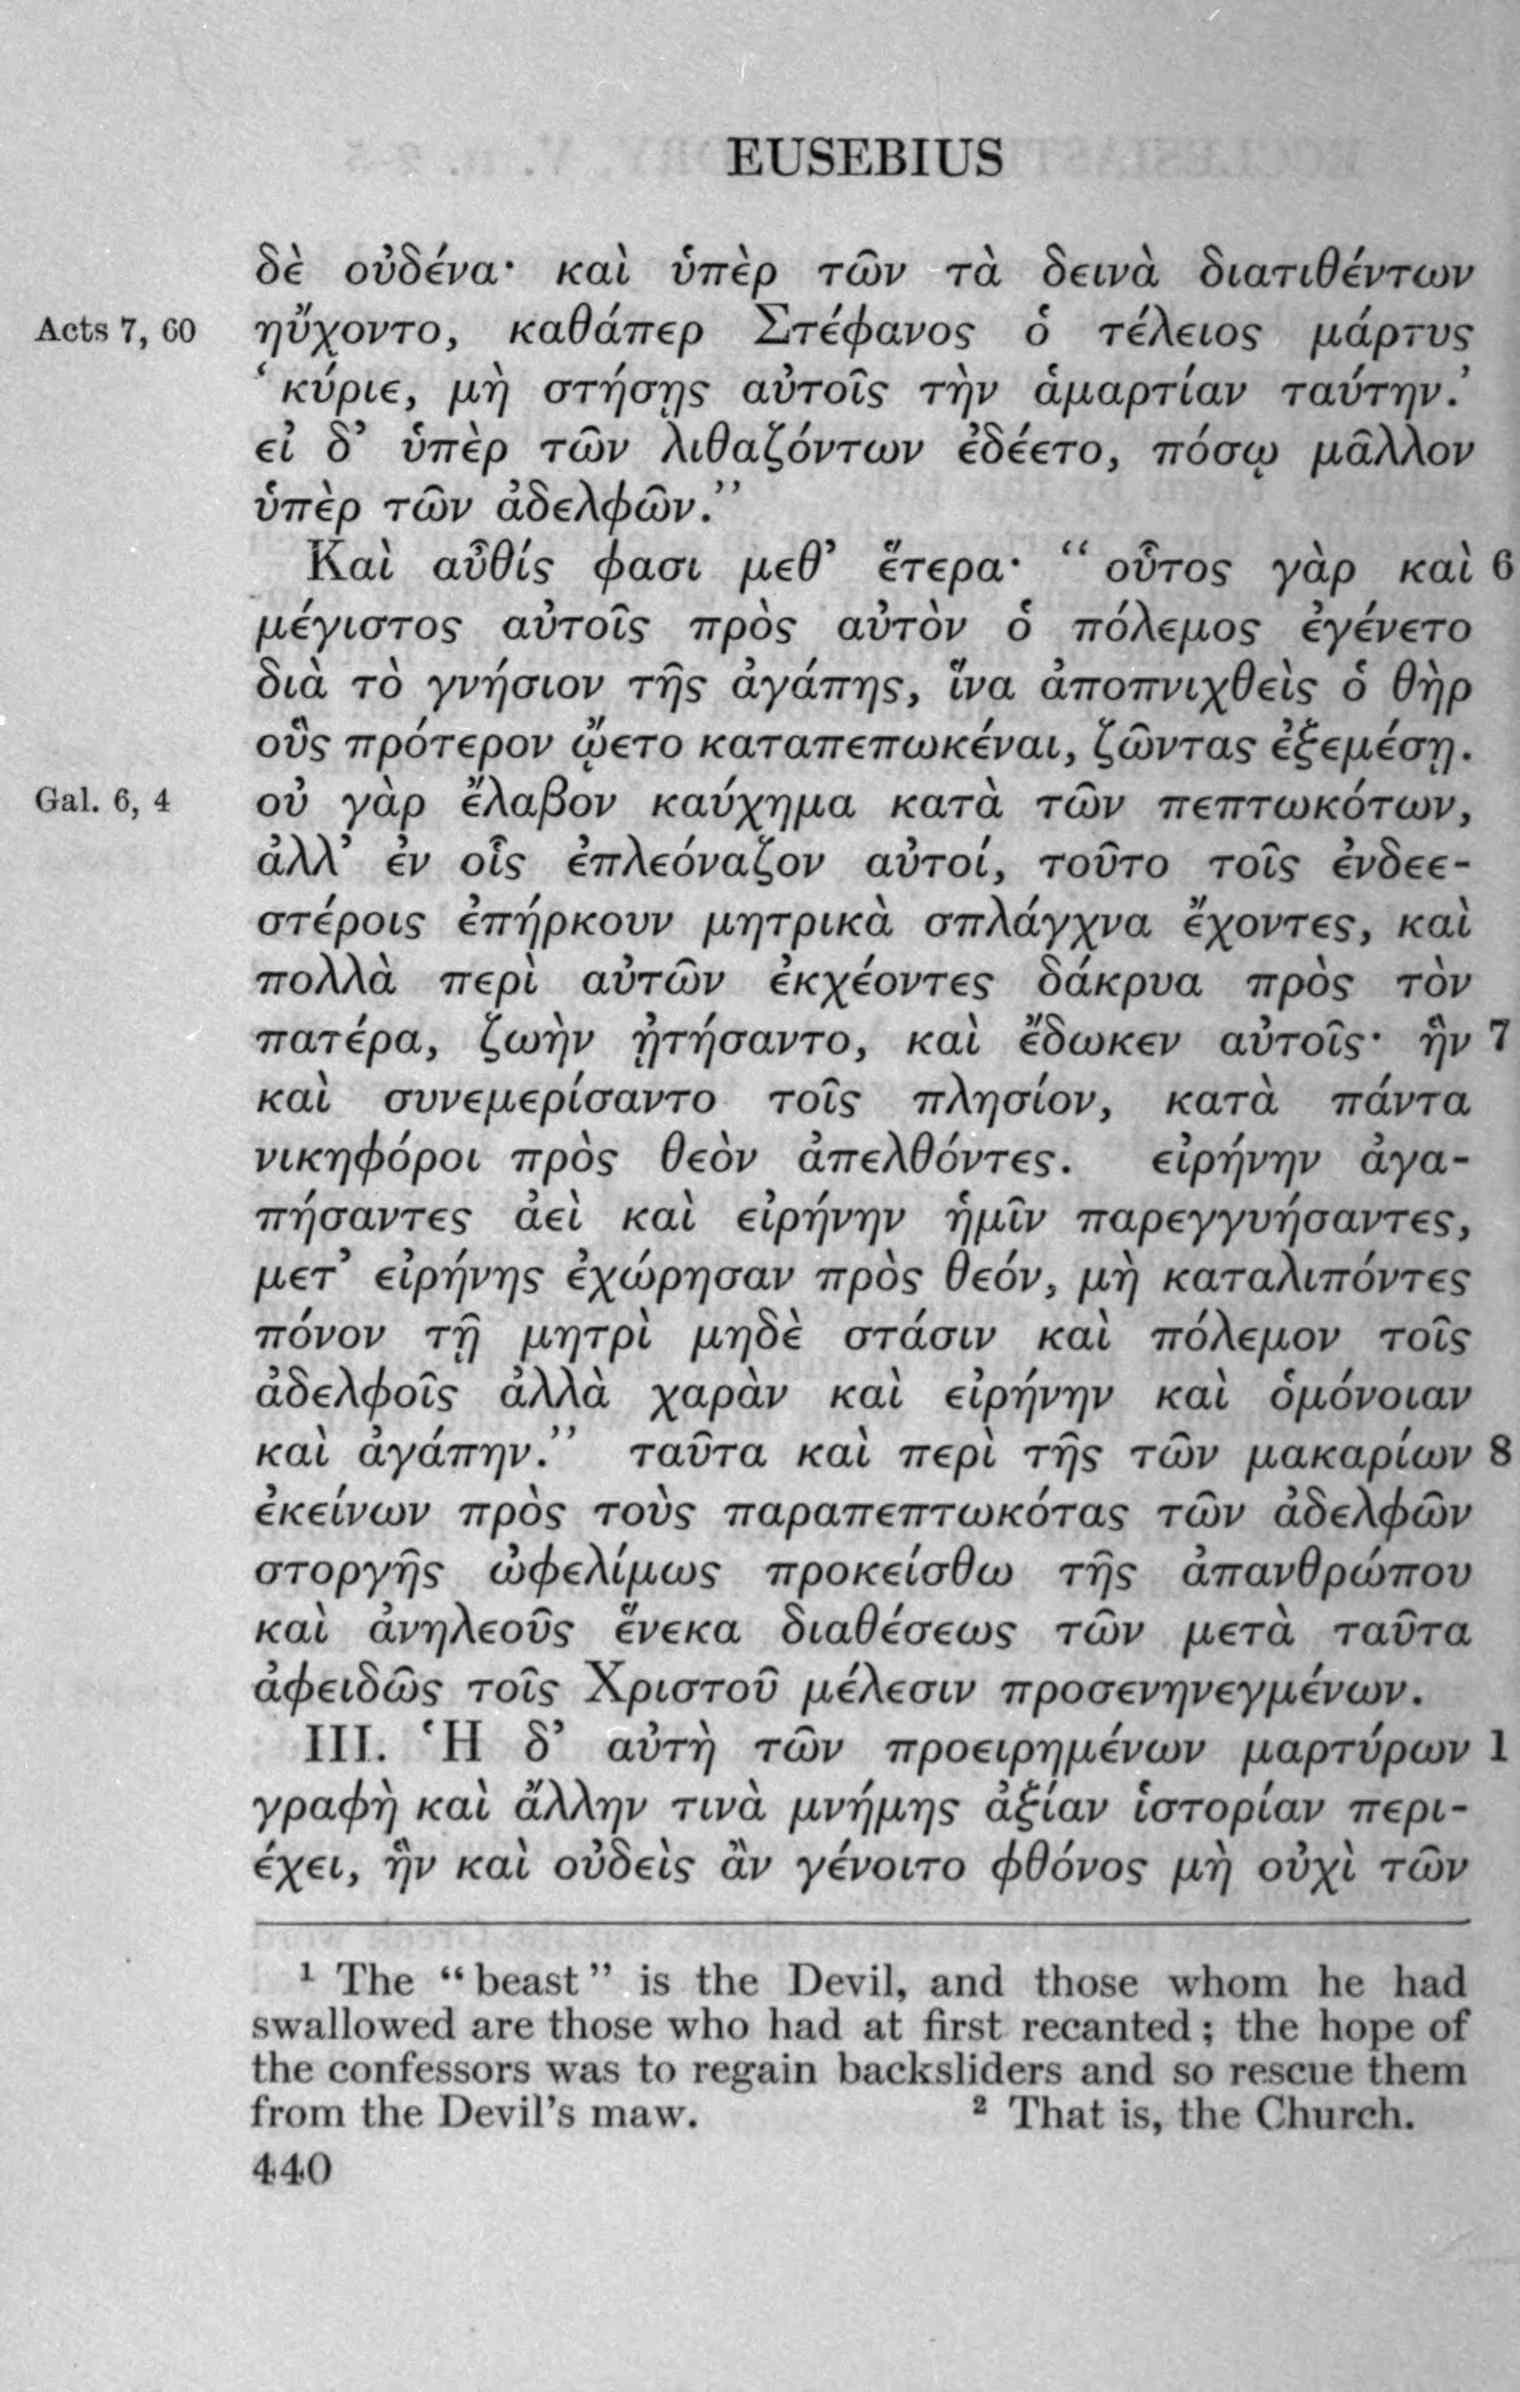 EUSEBIUS
δὲ οὐδένα· καὶ ὑπὲρ τῶν τὰ δεινὰ διατιθέντων
Acts 7, 60 ηὔχοντο, καθάπερ Στέφανος ὁ τέλειος μάρτυς
‘κύριε, μὴ στήσῃς αὐτοῖς τὴν ἁμαρτίαν ταύτην.’
εἰ δ’ ὑπὲρ τῶν λιθαζόντων ἐδέετο, πόσῳ μᾶλλον
ὑπὲρ τῶν ἀδελφῶν.”
Καὶ αὖθίς φασι μεθ’ ἕτερα· “οὗτος γὰρ καὶ 6
μέγιστος αὐτοῖς πρὸς αὐτὸν ὁ πόλεμος ἐγένετο
διὰ τὸ γνήσιον τῆς ἀγάπης, ἵνα ἀποπνιχθεὶς ὁ θὴρ
οὓς πρότερον ᾤετο καταπεπωκέναι, ζῶντας ἐξεμέσῃ.
Gal. 6, 4 οὐ γὰρ ἔλαβον καύχημα κατὰ τῶν πεπτωκότων,
ἀλλ’ ἐν οἷς ἐπλεόναζον αὐτοί, τοῦτο τοῖς ἐνδεε-
στέροις ἐπήρκουν μητρικὰ σπλάγχνα ἔχοντες, καὶ
πολλὰ περὶ αὐτῶν ἐκχέοντες δάκρυα πρὸς τὸν
πατέρα, ζωὴν ᾐτήσαντο, καὶ ἔδωκεν αὐτοῖς· ἣν 7
καὶ συνεμερίσαντο τοῖς πλησίον, κατὰ πάντα
νικηφόροι πρὸς θεὸν ἀπελθόντες. εἰρήνην ἀγα-
πήσαντες ἀεὶ καὶ εἰρήνην ἡμῖν παρεγγυήσαντες,
μετ’ εἰρήνης ἐχώρησαν πρὸς θεόν, μὴ καταλιπόντες
πόνον τῇ μητρὶ μηδὲ στάσιν καὶ πόλεμον τοῖς
ἀδελφοῖς ἀλλὰ χαρὰν καὶ εἰρήνην καὶ ὁμόνοιαν
καὶ ἀγάπην.” ταῦτα καὶ περὶ τῆς τῶν μακαρίων 8
ἐκείνων πρὸς τοὺς παραπεπτωκότας τῶν ἀδελφῶν
στοργῆς ὠφελίμως προκείσθω τῆς ἀπανθρώπου
καὶ ἀνηλεοῦς ἕνεκα διαθέσεως τῶν μετὰ ταῦτα
ἀφειδῶς τοῖς Χριστοῦ μέλεσιν προσενηνεγμένων.
III. Ἡ δ’ αὐτὴ τῶν προειρημένων μαρτύρων 1
γραφὴ καὶ ἄλλην τινὰ μνήμης ἀξίαν ἱστορίαν περι-
έχει, ἣν καὶ οὐδεὶς ἂν γένοιτο φθόνος μὴ οὐχὶ τῶν
¹ The “beast” is the Devil, and those whom he had
swallowed are those who had at first recanted; the hope of
the confessors was to regain backsliders and so rescue them
from the Devil’s maw. ² That is, the Church.
440